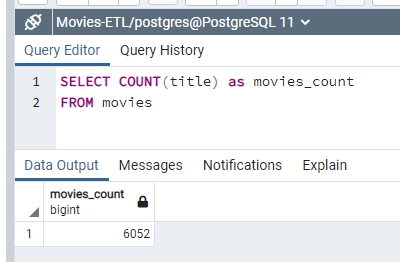 Movies-ETL/postgres@PostgreSQL 11
Query Editor Query History
1 SELECT COUNT(title) as movies_count
2 FROM movies
Data Output Messages Notifications Explain
movies_count
bigint
1 6052